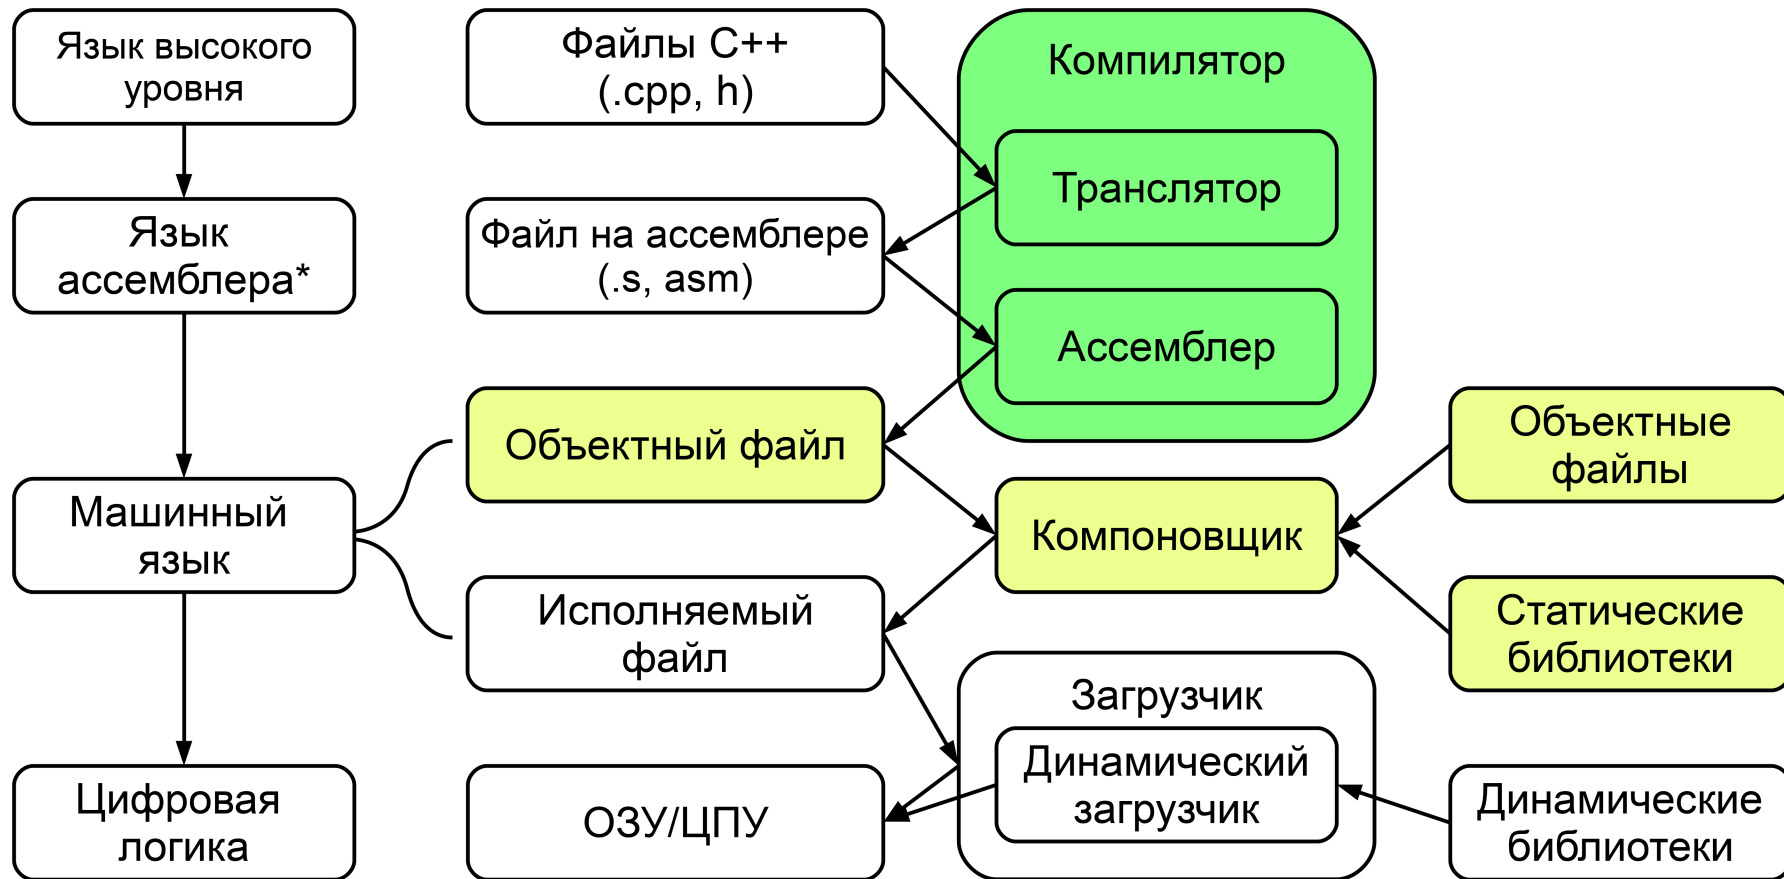 Язык высокого
уровня
Файлы C++
(.cpp, h)
Компилятор
Транслятор
Язык
ассемблера*
Файл на ассемблере
(.s, asm)
Ассемблер
Объектный файл
Объектные
файлы
Машинный
язык
Компоновщик
Исполняемый
файл
Статические
библиотеки
Загрузчик
Динамический
загрузчик
Цифровая
логика
ОЗУ/ЦПУ
Динамические
библиотеки